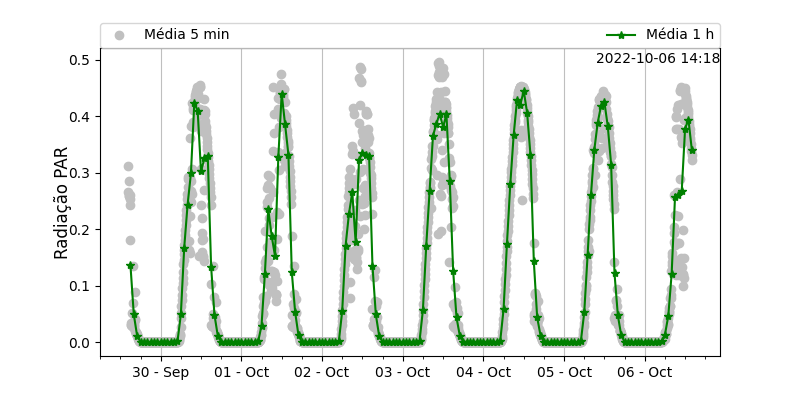 Média 5 min
Média 1 h
2022-10-06 14:18
Radiação PAR
0.5
0.4
0.3
0.2
0.1
0.0
30 - Sep
01 - Oct
02 - Oct
03 - Oct
04 - Oct
05 - Oct
06 - Oct